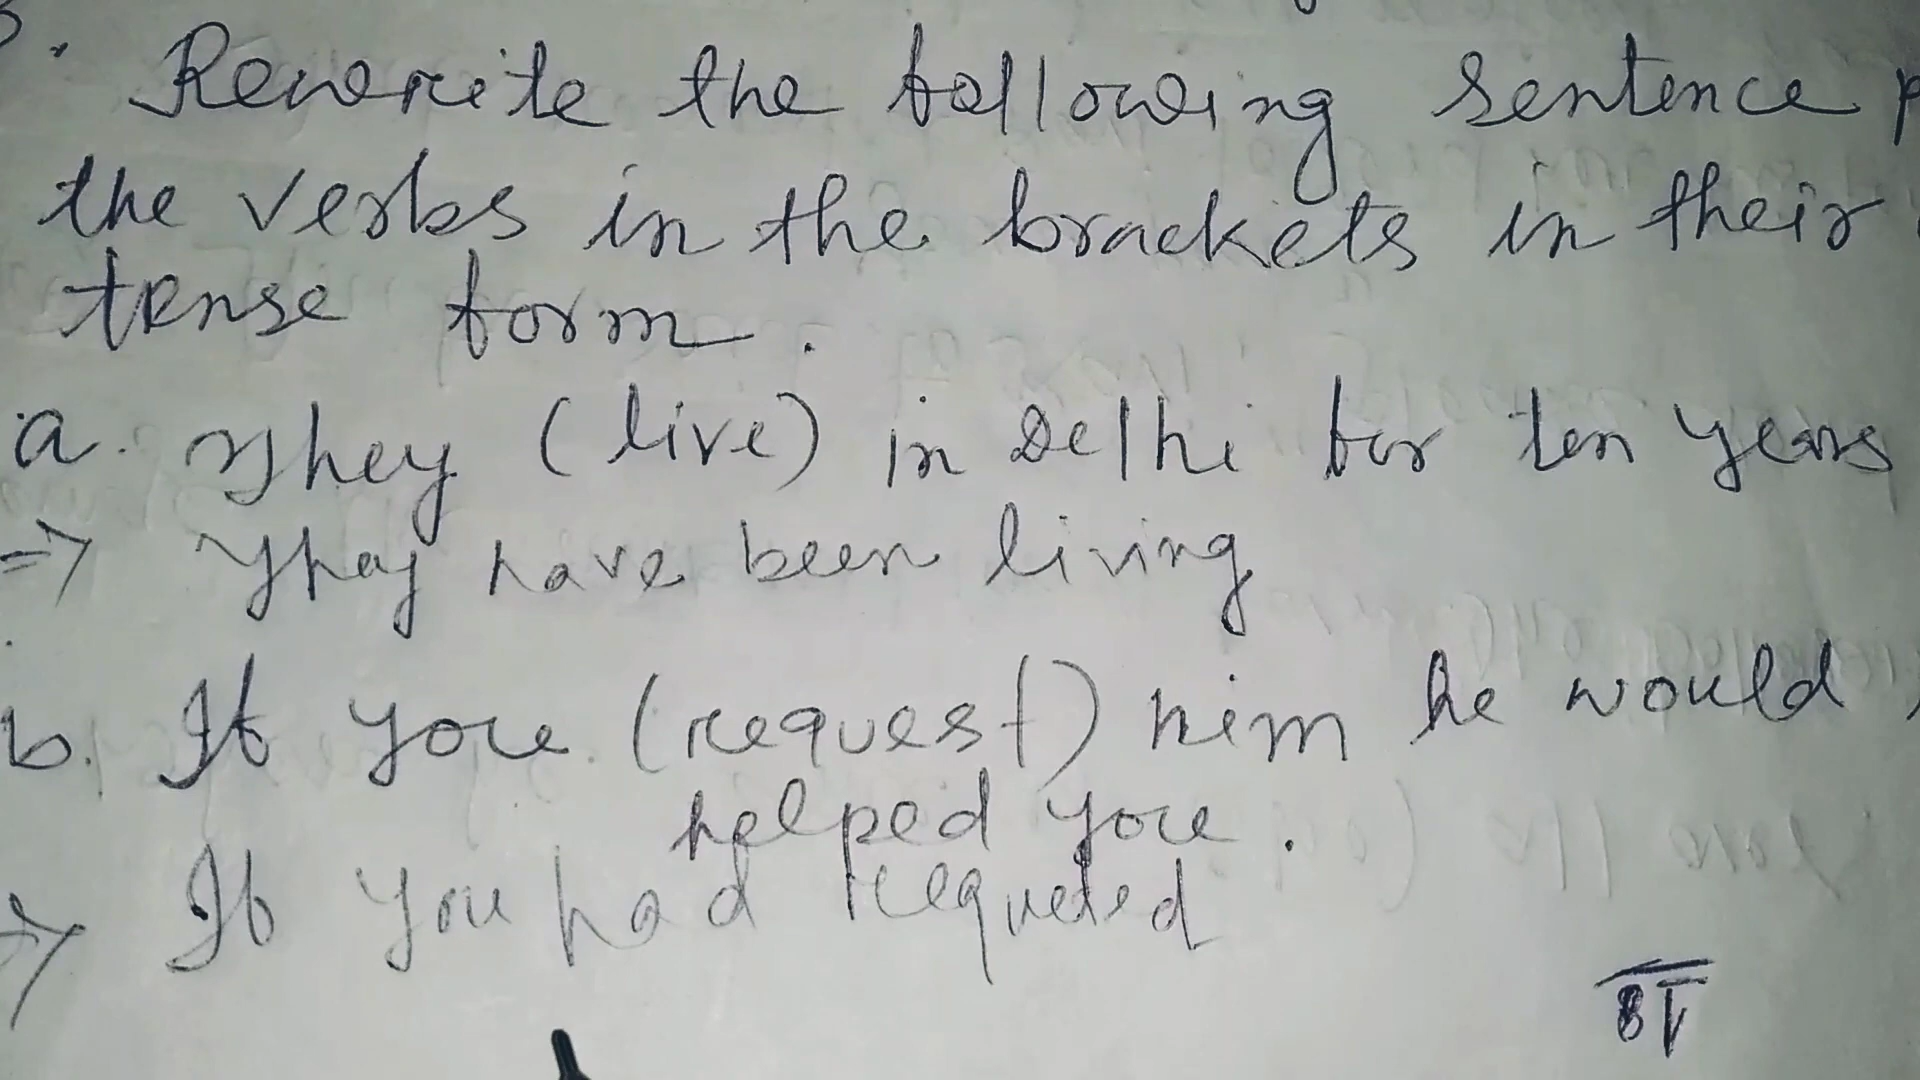 Rewrite the following sentence
the verbs in the brackets in their
tense form.
a. They (live) in Delhi for ten years
=> They have been living
b. If you (request) him he would
helped you.
=> If you had requeted